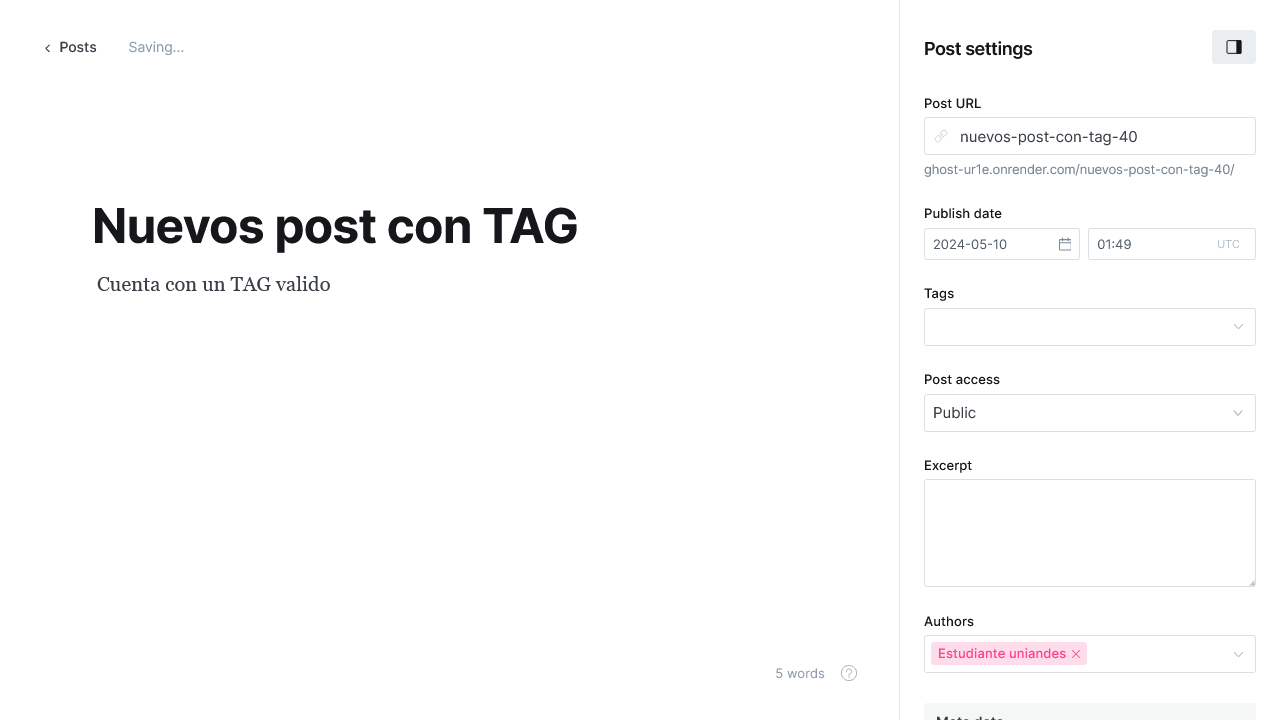 Posts
Saving...
Nuevos post con TAG
Cuenta con un TAG valido
5 words
?
Post settings
Post URL
nuevos-post-con-tag-40
ghost-ur1e.onrender.com/nuevos-post-con-tag-40/
Publish date
2024-05-10
01:49 UTC
Tags
Post access
Public
Excerpt
Authors
Estudiante uniandes
Meta data